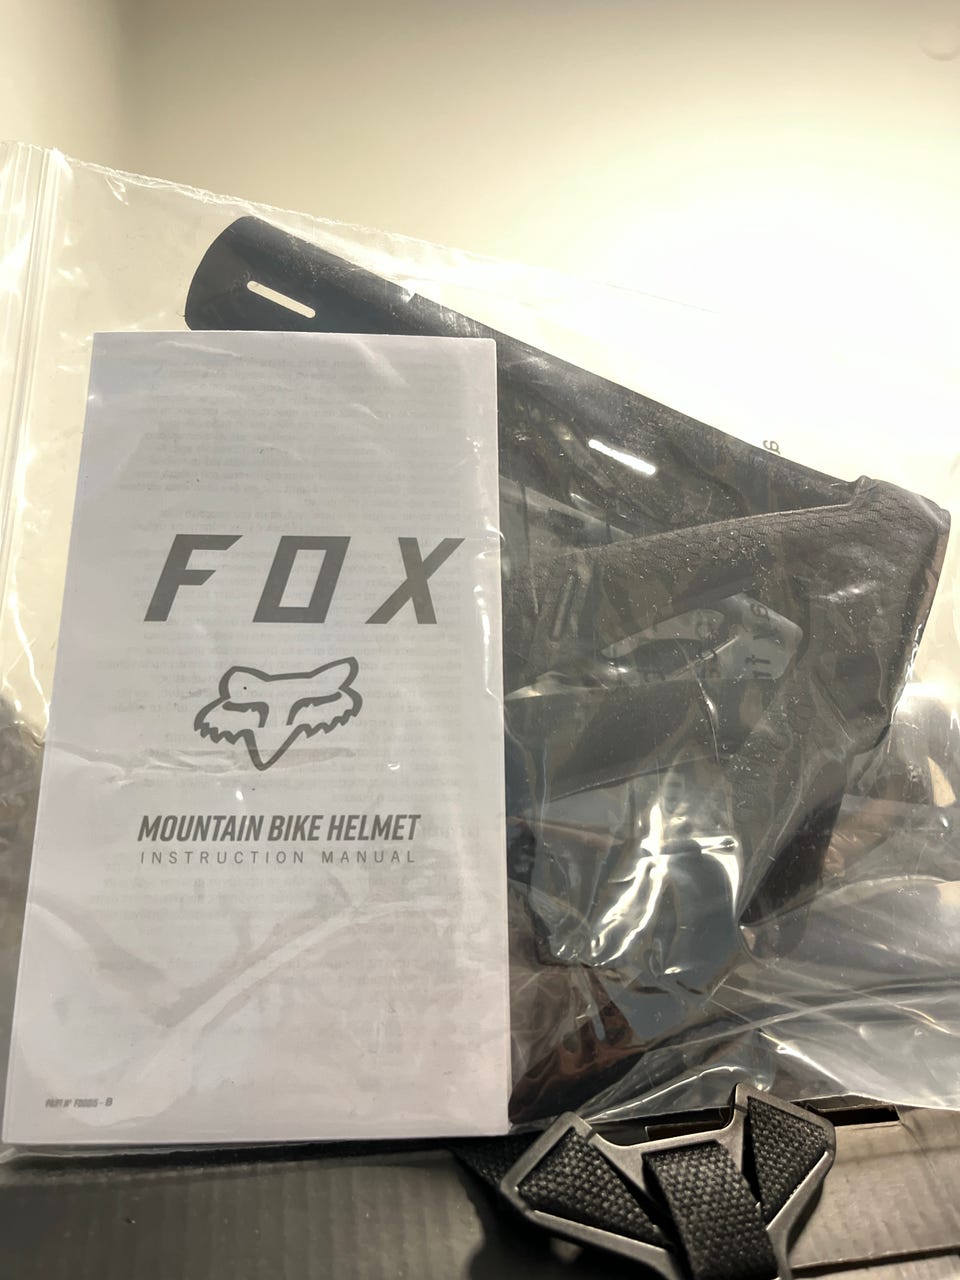 FOX
MOUNTAIN BIKE HELMET
INSTRUCTION MANUAL